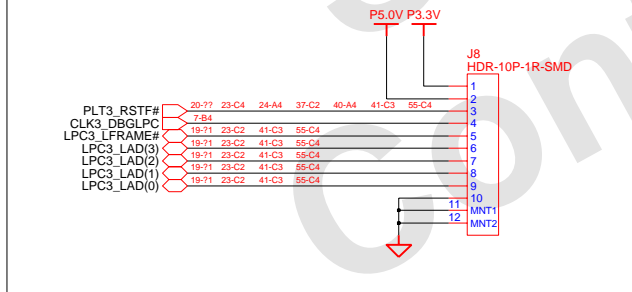 P5.0V P3.3V
J8
HDR-10P-1R-SMD
1
2
PLT3_RSTF# 20-?? 23-C4 24-A4 37-C2 40-A4 41-C3 55-C4 3
CLK3_DBGLPC 7-B4 4
LPC3_LFRAME# 19-?1 23-C2 41-C3 55-C4 5
LPC3_LAD(3) 19-?1 23-C2 41-C3 55-C4 6
LPC3_LAD(2) 19-?1 23-C2 41-C3 55-C4 7
LPC3_LAD(1) 19-?1 23-C2 41-C3 55-C4 8
LPC3_LAD(0) 19-?1 23-C2 41-C3 55-C4 9
10
11 MNT1
12 MNT2